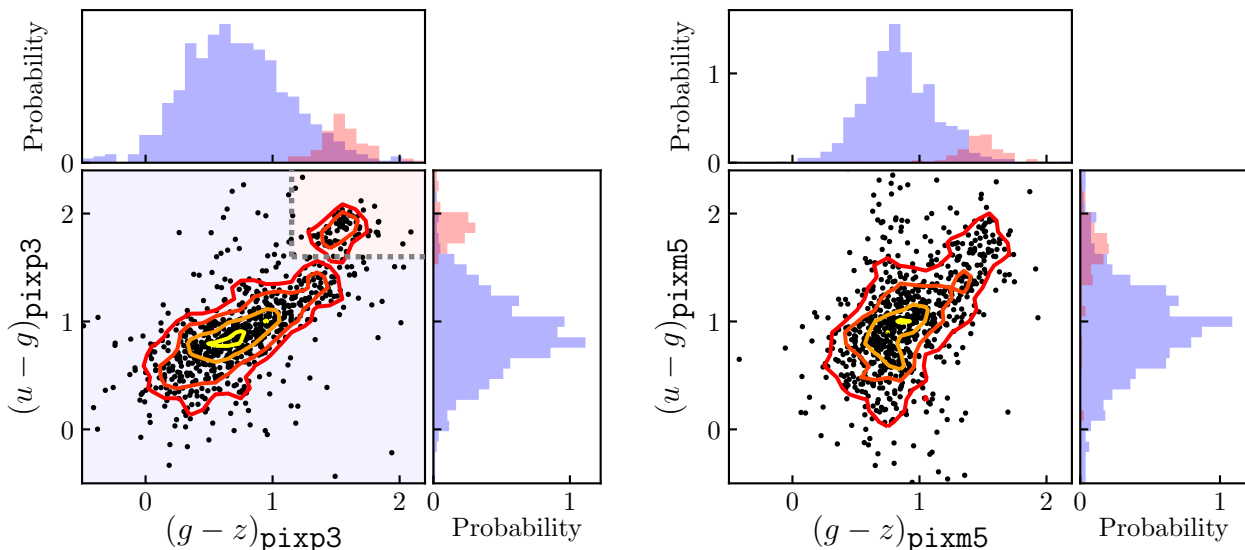 Probability
0
(u − g)pixp3
2
1
0
0 1 2
(g − z)pixp3
0 1
Probability
Probability
1
0
(u − g)pixm5
2
1
0
0 1 2
(g − z)pixm5
0 1
Probability